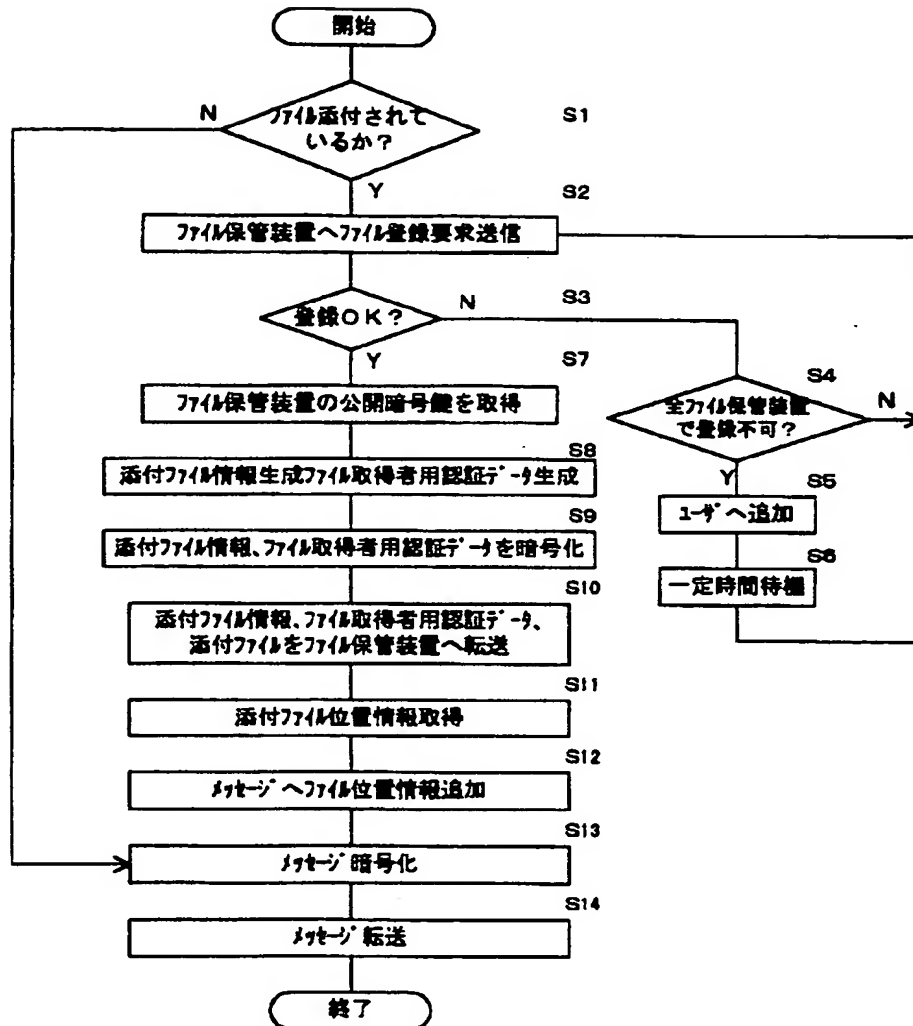 開始
N
ファイル添付されて
いるか?
S1
Y
S2
ファイル保管装置へファイル登録要求送信
登録OK?
N
S3
Y
S7
S4
ファイル保管装置の公開暗号鍵を取得
全ファイル保管装置
で登録不可?
N
S8
Y
添付ファイル情報生成ファイル取得者用認証データ生成
S5
ユーザへ追加
S9
添付ファイル情報、ファイル取得者用認証データを暗号化
S6
一定時間待機
S10
添付ファイル情報、ファイル取得者用認証データ、
添付ファイルをファイル保管装置へ転送
S11
添付ファイル位置情報取得
S12
メッセージへファイル位置情報追加
S13
メッセージ暗号化
S14
メッセージ転送
終了